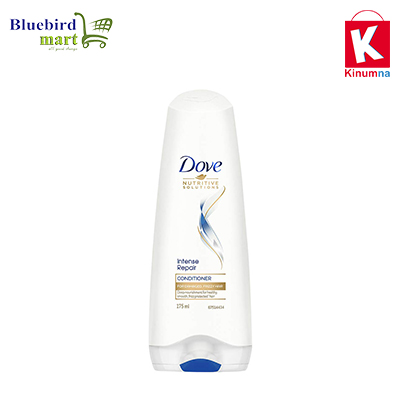 Bluebird
mart
K
Kinumna
Dove
NUTRITIVE
SOLUTIONS
Intense
Repair
CONDITIONER
175 ml